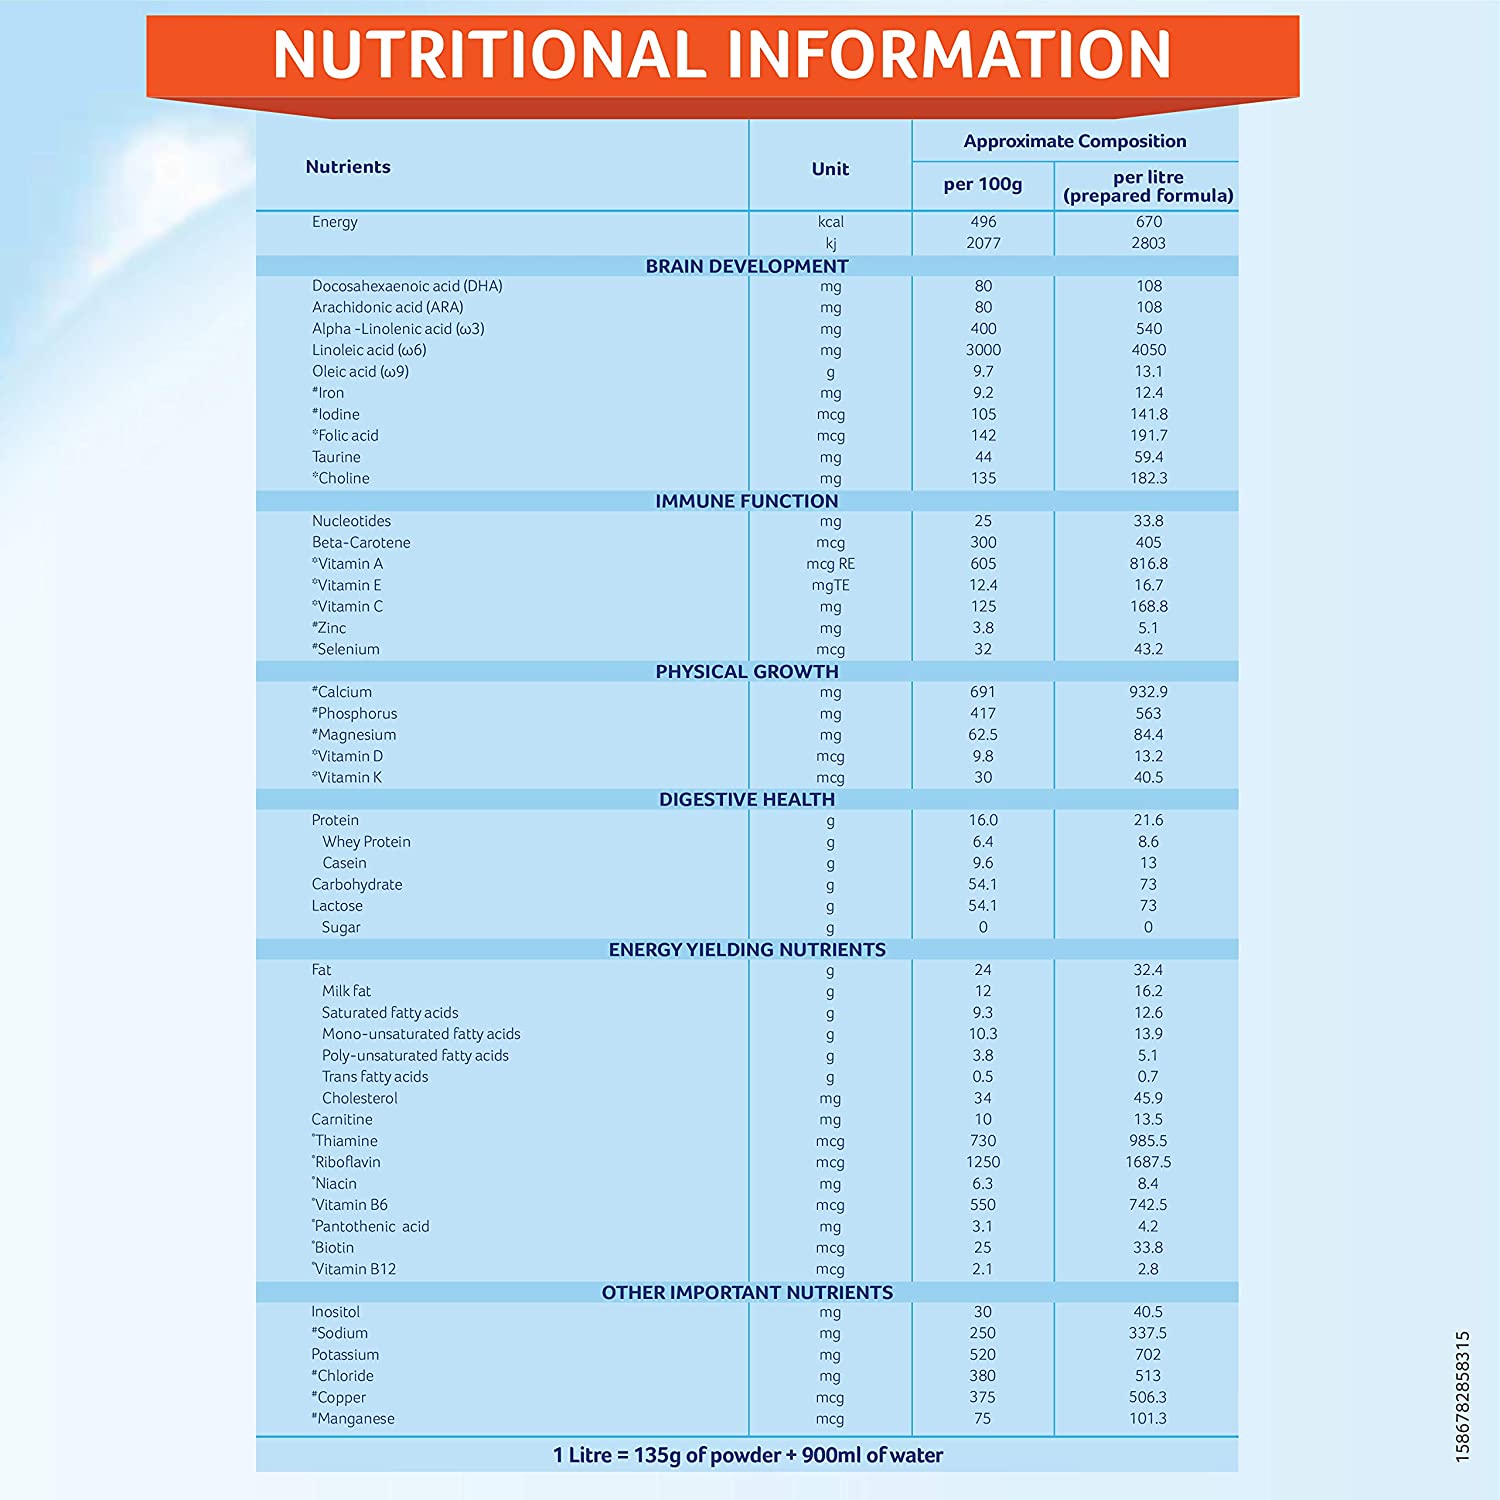 NUTRITIONAL INFORMATION
Nutrients Unit Approximate Composition
per 100g per litre
(prepared formula)
Energy kcal 496 670
kj 2077 2803
BRAIN DEVELOPMENT
Docosahexaenoic acid (DHA) mg 80 108
Arachidonic acid (ARA) mg 80 108
Alpha -Linolenic acid (ω3) mg 400 540
Linoleic acid (ω6) mg 3000 4050
Oleic acid (ω9) g 9.7 13.1
#Iron mg 9.2 12.4
#Iodine mcg 105 141.8
*Folic acid mcg 142 191.7
Taurine mg 44 59.4
*Choline mg 135 182.3
IMMUNE FUNCTION
Nucleotides mg 25 33.8
Beta-Carotene mcg 300 405
*Vitamin A mcg RE 605 816.8
*Vitamin E mgTE 12.4 16.7
*Vitamin C mg 125 168.8
#Zinc mg 3.8 5.1
#Selenium mcg 32 43.2
PHYSICAL GROWTH
#Calcium mg 691 932.9
#Phosphorus mg 417 563
#Magnesium mg 62.5 84.4
*Vitamin D mcg 9.8 13.2
*Vitamin K mcg 30 40.5
DIGESTIVE HEALTH
Protein g 16.0 21.6
Whey Protein g 6.4 8.6
Casein g 9.6 13
Carbohydrate g 54.1 73
Lactose g 54.1 73
Sugar g 0 0
ENERGY YIELDING NUTRIENTS
Fat g 24 32.4
Milk fat g 12 16.2
Saturated fatty acids g 9.3 12.6
Mono-unsaturated fatty acids g 10.3 13.9
Poly-unsaturated fatty acids g 3.8 5.1
Trans fatty acids g 0.5 0.7
Cholesterol mg 34 45.9
Carnitine mg 10 13.5
*Thiamine mcg 730 985.5
*Riboflavin mcg 1250 1687.5
*Niacin mg 6.3 8.4
*Vitamin B6 mcg 550 742.5
*Pantothenic acid mg 3.1 4.2
*Biotin mcg 25 33.8
*Vitamin B12 mcg 2.1 2.8
OTHER IMPORTANT NUTRIENTS
Inositol mg 30 40.5
#Sodium mg 250 337.5
Potassium mg 520 702
#Chloride mg 380 513
#Copper mcg 375 506.3
#Manganese mcg 75 101.3
1 Litre = 135g of powder + 900ml of water
1586782858315